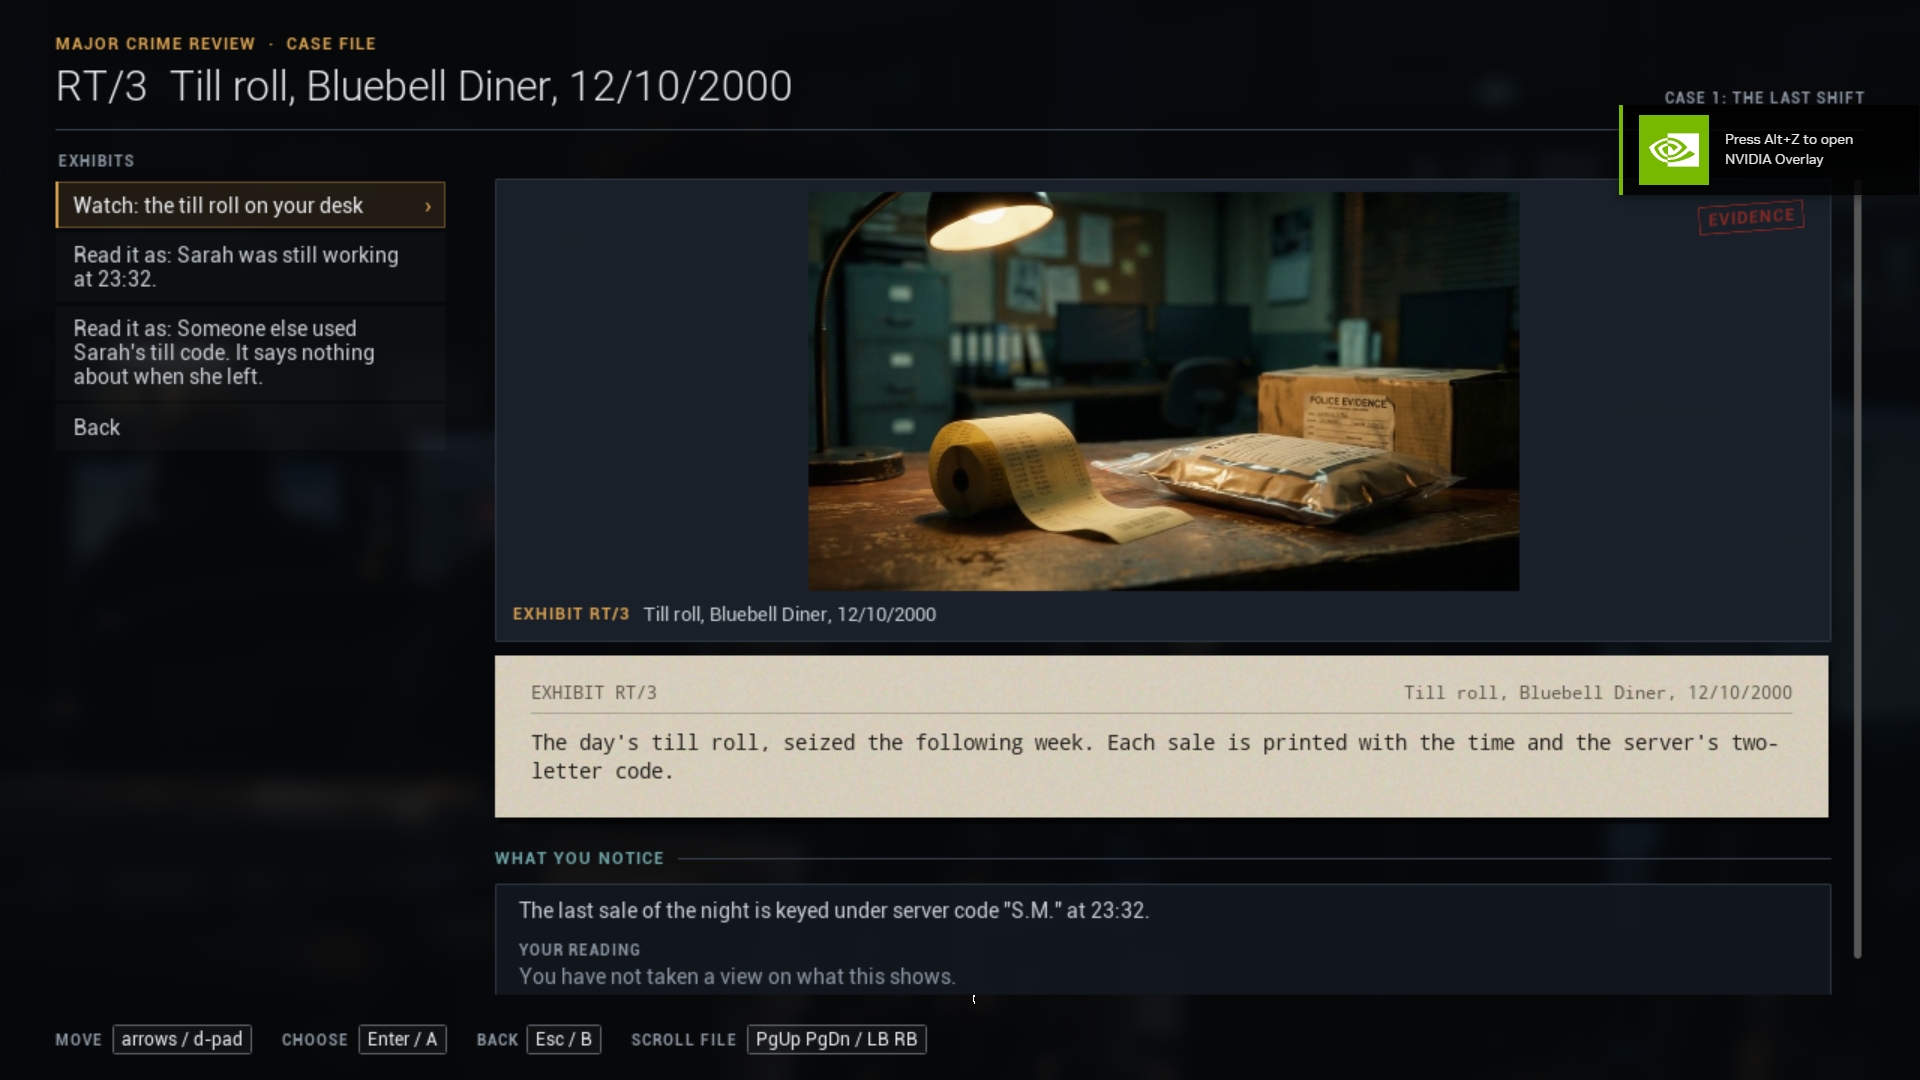 MAJOR CRIME REVIEW · CASE FILE
RT/3 Till roll, Bluebell Diner, 12/10/2000
CASE 1: THE LAST SHIFT
Press Alt+Z to open
NVIDIA Overlay
EXHIBITS
Watch: the till roll on your desk ›
Read it as: Sarah was still working
at 23:32.
Read it as: Someone else used
Sarah's till code. It says nothing
about when she left.
Back
EVIDENCE
POLICE EVIDENCE
EXHIBIT RT/3 Till roll, Bluebell Diner, 12/10/2000
EXHIBIT RT/3 Till roll, Bluebell Diner, 12/10/2000
The day's till roll, seized the following week. Each sale is printed with the time and the server's two-
letter code.
WHAT YOU NOTICE
The last sale of the night is keyed under server code "S.M." at 23:32.
YOUR READING
You have not taken a view on what this shows.
MOVE arrows / d-pad CHOOSE Enter / A BACK Esc / B SCROLL FILE PgUp PgDn / LB RB